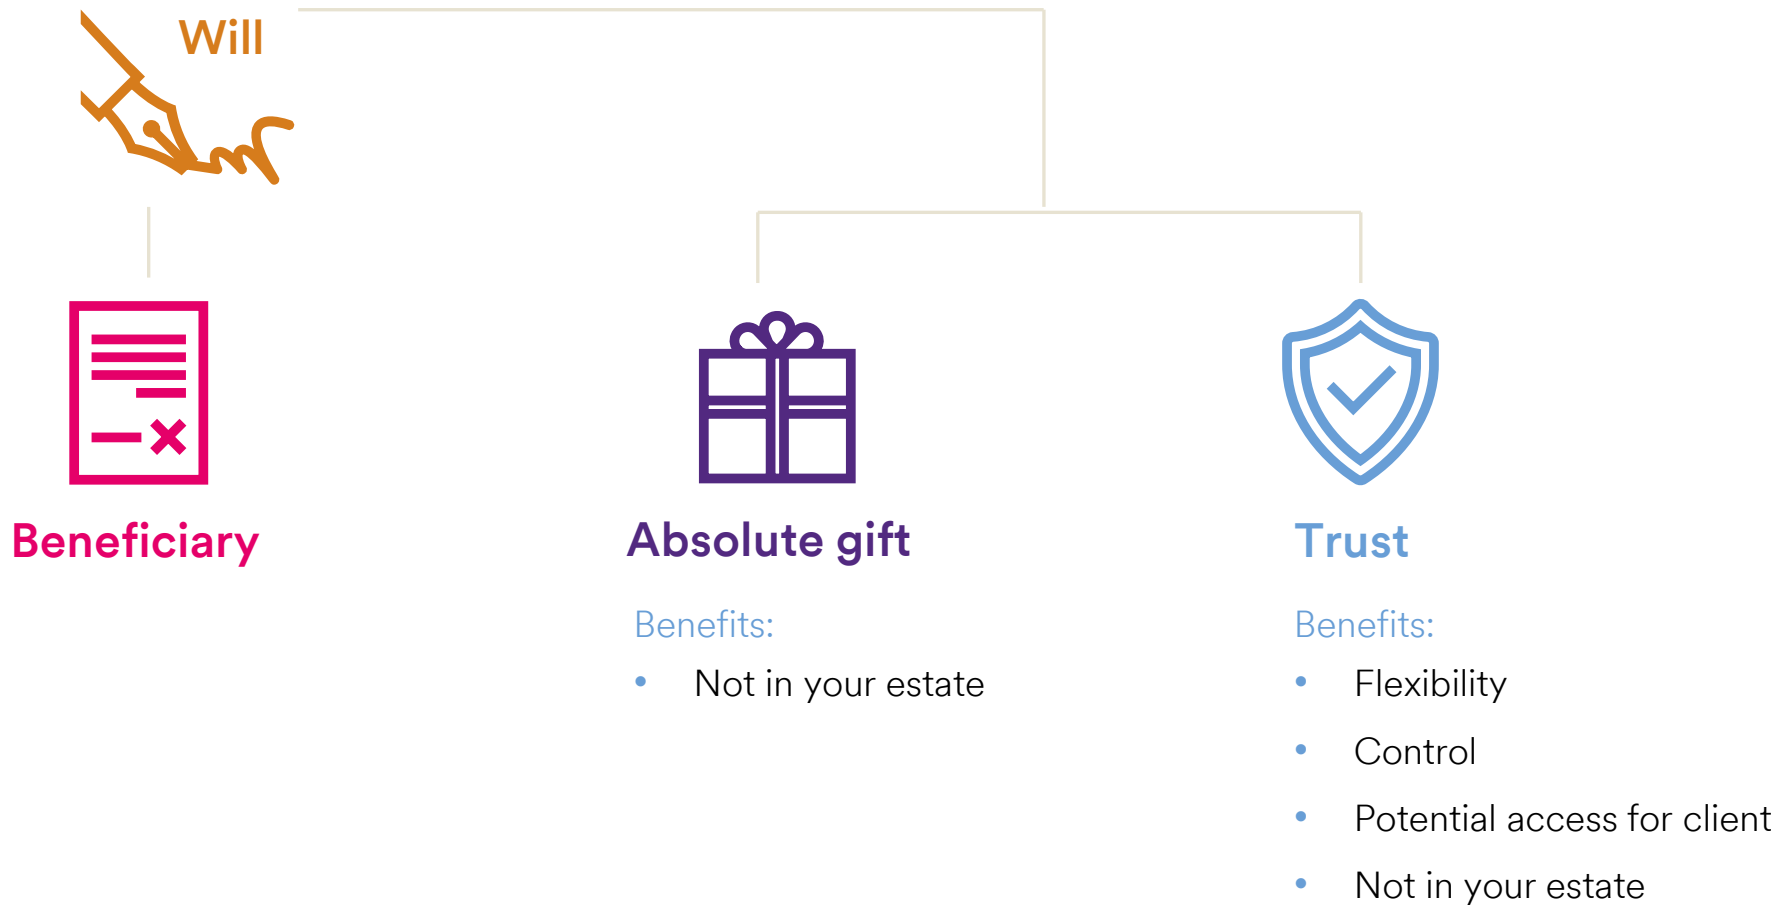 Will
Beneficiary
Absolute gift
Benefits:
• Not in your estate
Trust
Benefits:
• Flexibility
• Control
• Potential access for client
• Not in your estate